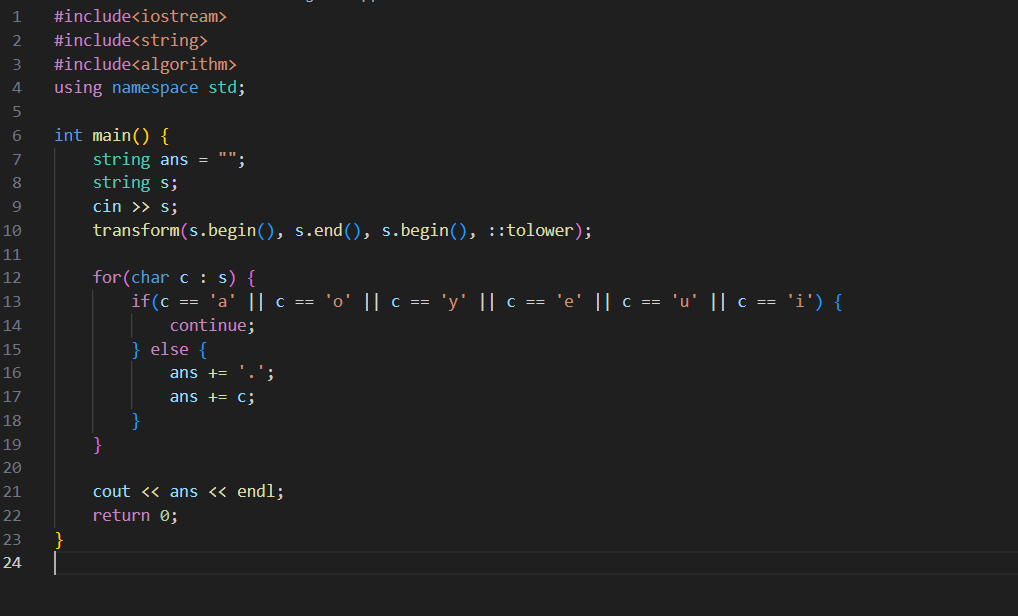 1 #include<iostream>
2 #include<string>
3 #include<algorithm>
4 using namespace std;
5
6 int main() {
7     string ans = "";
8     string s;
9     cin >> s;
10     transform(s.begin(), s.end(), s.begin(), ::tolower);
11
12     for(char c : s) {
13         if(c == 'a' || c == 'o' || c == 'y' || c == 'e' || c == 'u' || c == 'i') {
14             continue;
15         } else {
16             ans += '.';
17             ans += c;
18         }
19     }
20
21     cout << ans << endl;
22     return 0;
23 }
24